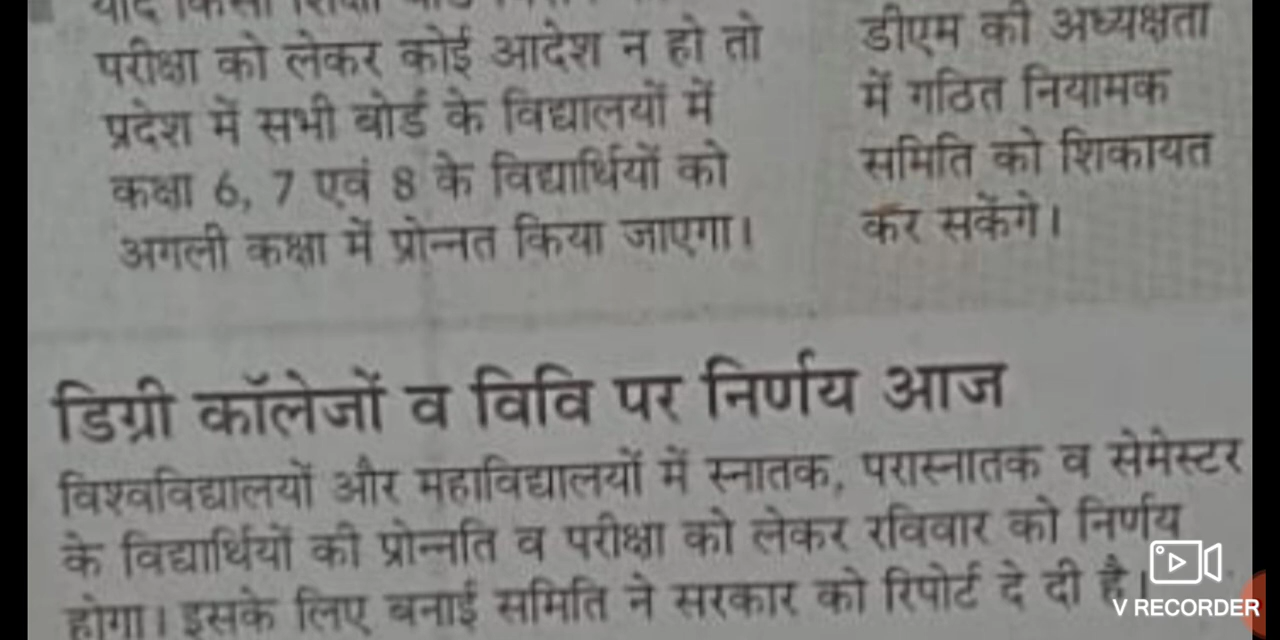 परीक्षा को लेकर कोई आदेश न हो तो
प्रदेश में सभी बोर्ड के विद्यालयों में
कक्षा 6, 7 एवं 8 के विद्यार्थियों को
अगली कक्षा में प्रोन्नत किया जाएगा।
डीएम की अध्यक्षता
में गठित नियामक
समिति को शिकायत
कर सकेंगे।
डिग्री कॉलेजों व विवि पर निर्णय आज
विश्वविद्यालयों और महाविद्यालयों में स्नातक, परास्नातक व सेमेस्टर
के विद्यार्थियों की प्रोन्नति व परीक्षा को लेकर रविवार को निर्णय
होगा। इसके लिए बनाई समिति ने सरकार को रिपोर्ट दे दी है।
V RECORDER